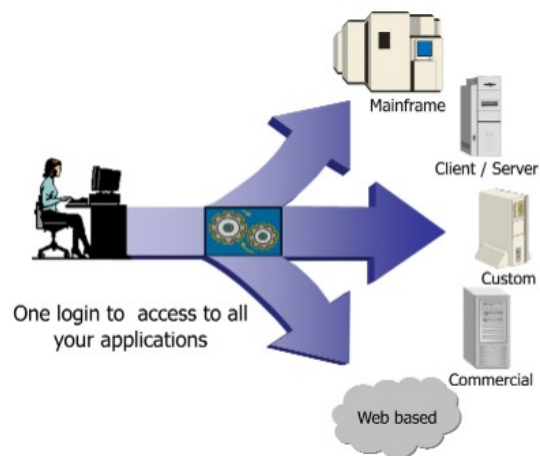 Mainframe
Client / Server
Custom
One login to access to all
your applications
Commercial
Web based